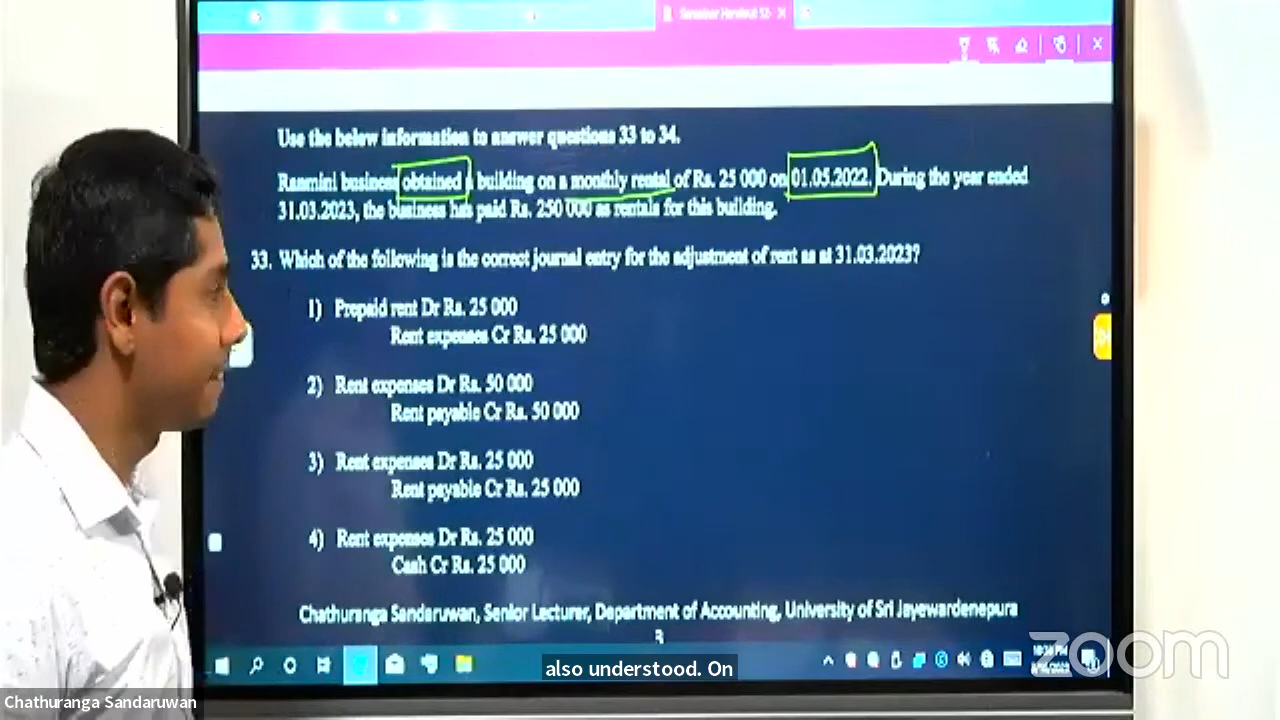 Seminar Handout
Use the below information to answer questions 33 to 34.
Ranmini business obtained a building on a monthly rental of Rs. 25 000 on 01.05.2022. During the year ended
31.03.2023, the business has paid Rs. 250 000 as rentals for this building.
33. Which of the following is the correct journal entry for the adjustment of rent as at 31.03.2023?
1) Prepaid rent Dr Rs. 25 000
Rent expenses Cr Rs. 25 000
2) Rent expenses Dr Rs. 50 000
Rent payable Cr Rs. 50 000
3) Rent expenses Dr Rs. 25 000
Rent payable Cr Rs. 25 000
4) Rent expenses Dr Rs. 25 000
Cash Cr Rs. 25 000
Chathuranga Sandaruwan, Senior Lecturer, Department of Accounting, University of Sri Jayewardenepura
3
zoom
also understood. On
Chathuranga Sandaruwan